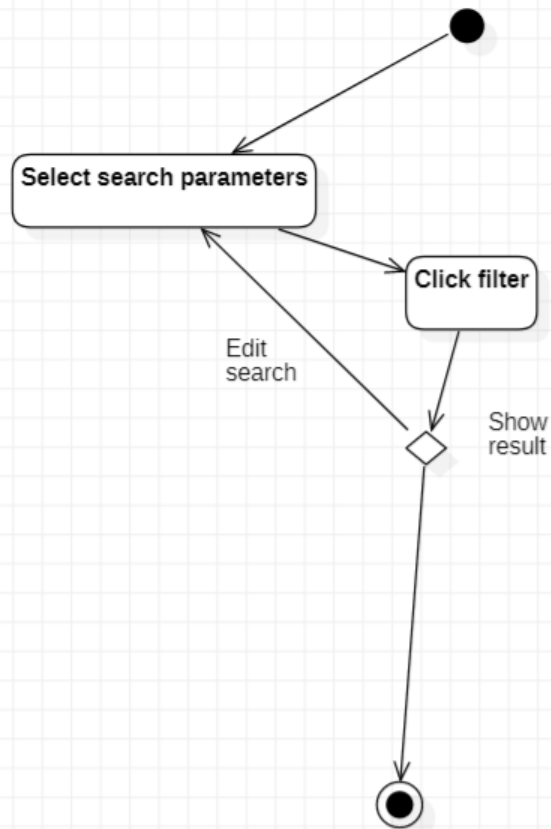 Select search parameters
Click filter
Edit
search
Show
result